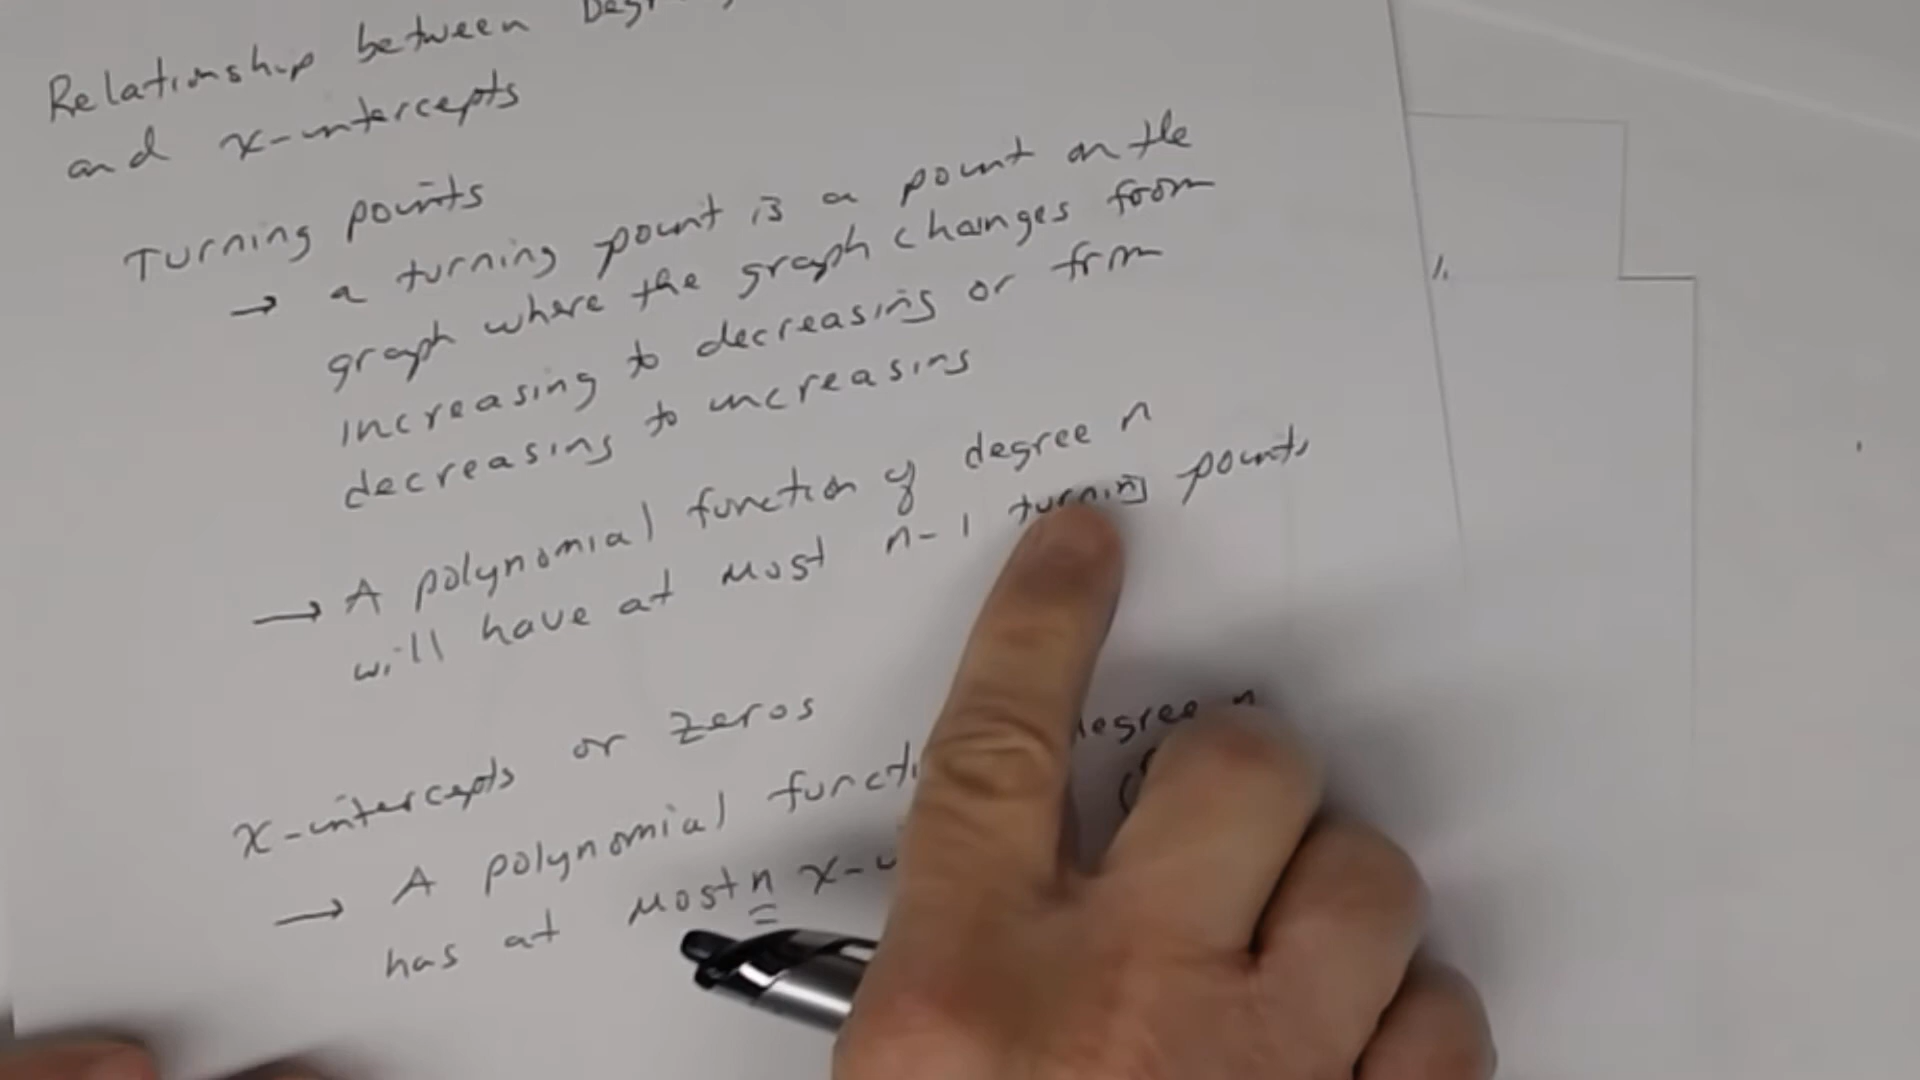 Relationship between
and x-intercepts
Turning points
→ a turning point is a point on the
graph where the graph changes from
increasing to decreasing or from
decreasing to increasing
→ A polynomial function of degree n
will have at most n-1 turning points
x-intercepts or zeros
→ A polynomial degree n
has at most n
1.